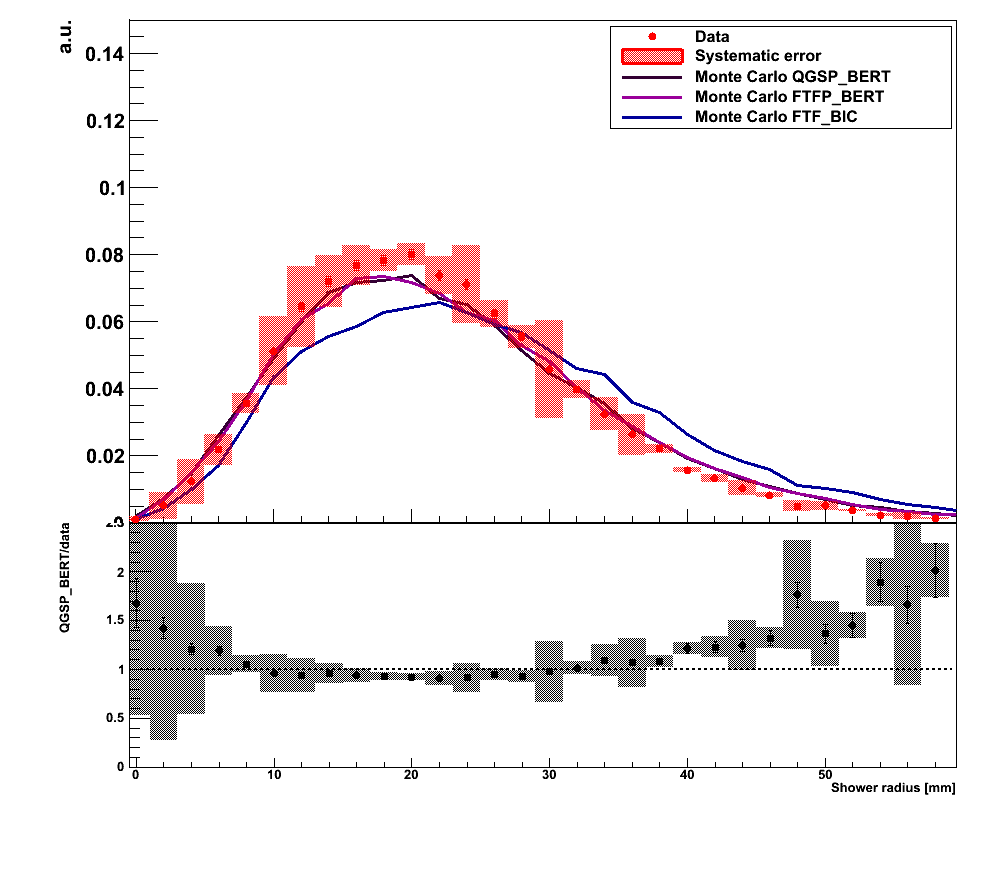 a.u.
0.14
0.12
0.1
0.08
0.06
0.04
0.02
Data
Systematic error
Monte Carlo QGSP_BERT
Monte Carlo FTFP_BERT
Monte Carlo FTF_BIC
QGSP_BERT/data
2
1.5
1
0.5
0
0 10 20 30 40 50
Shower radius [mm]